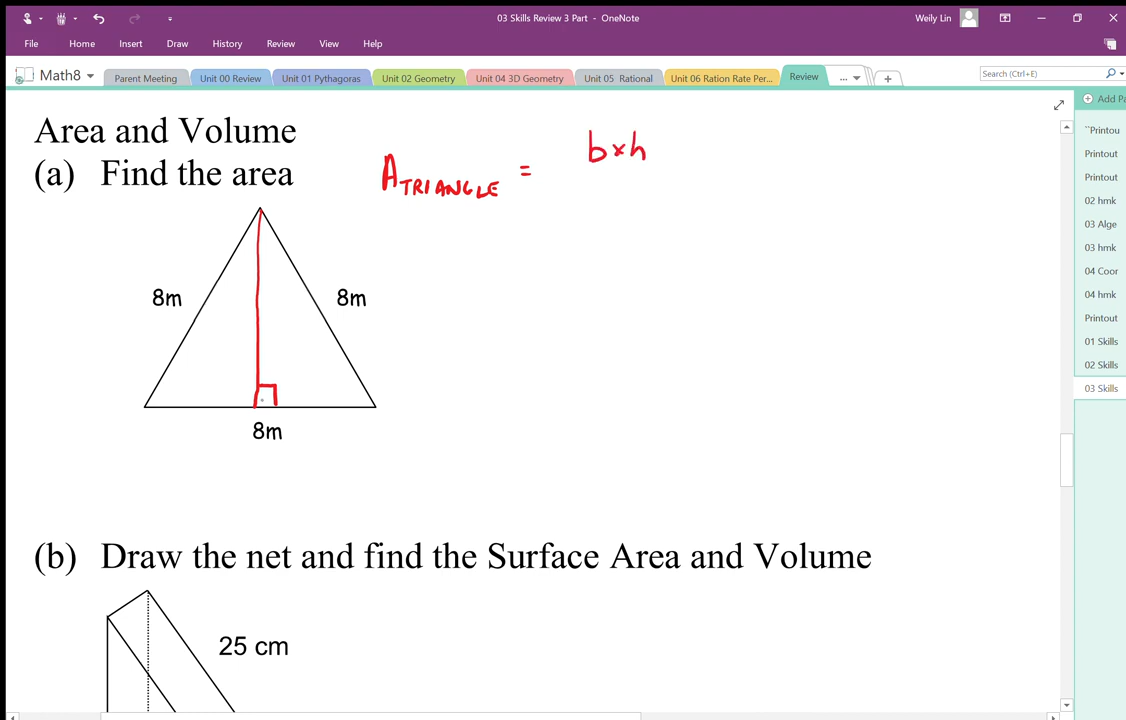 03 Skills Review 3 Part - OneNote
Weily Lin
File Home Insert Draw History Review View Help
Math8 Parent Meeting Unit 00 Review Unit 01 Pythagoras Unit 02 Geometry Unit 04 3D Geometry Unit 05 Rational Unit 06 Ration Rate Per... Review ... Search (Ctrl+E)
Add Pa
Area and Volume
(a) Find the area
A TRIANGLE = b×h
8m 8m
8m
(b) Draw the net and find the Surface Area and Volume
25 cm
"Printou
Printout
Printout
02 hmk
03 Alge
03 hmk
04 Coor
04 hmk
Printout
01 Skills
02 Skills
03 Skills